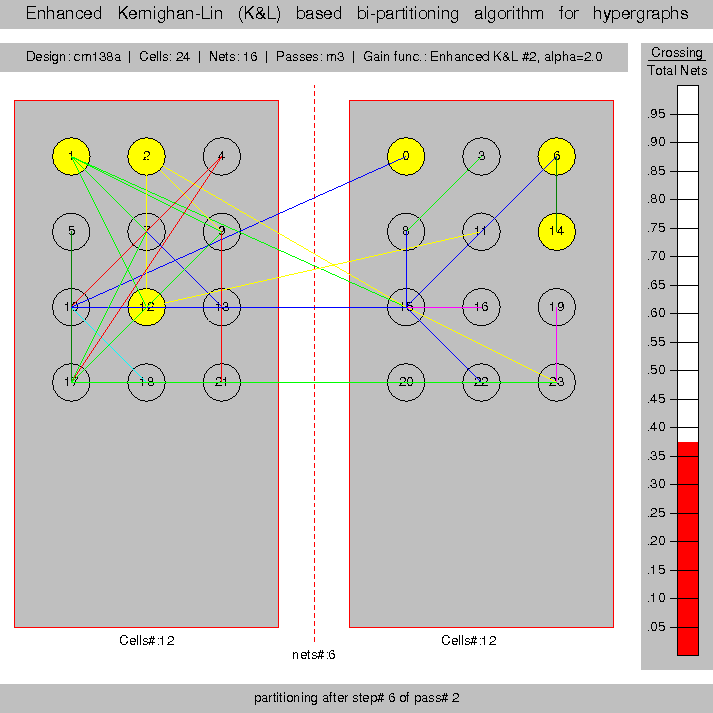 Enhanced Kernighan-Lin (K&L) based bi-partitioning algorithm for hypergraphs
Design: cm138a | Cells: 24 | Nets: 16 | Passes: m3 | Gain func.: Enhanced K&L #2, alpha=2.0
Crossing
Total Nets
.95
.90
.85
.80
.75
.70
.65
.60
.55
.50
.45
.40
.35
.30
.25
.20
.15
.10
.05
1 2 4 0 3 6
5 7 9 8 11 14
10 12 13 15 16 19
17 18 21 20 22 23
Cells#:12
Cells#:12
nets#:6
partitioning after step# 6 of pass# 2